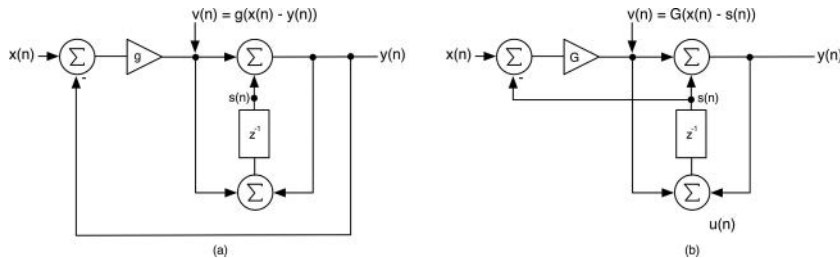 v(n) = g(x(n) - y(n))
x(n)
Σ
g
Σ
y(n)
-
s(n)
z⁻¹
Σ
(a)
v(n) = G(x(n) - s(n))
x(n)
Σ
G
Σ
y(n)
-
s(n)
z⁻¹
Σ
u(n)
(b)